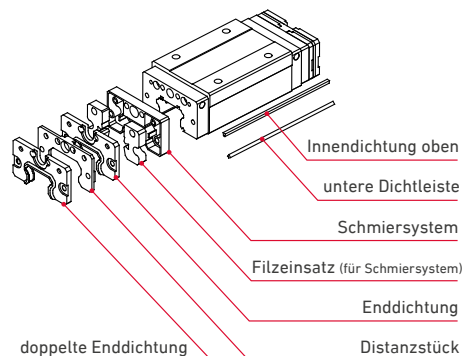 Innendichtung oben
untere Dichtleiste
Schmiersystem
Filzeinsatz (für Schmiersystem)
Enddichtung
doppelte Enddichtung
Distanzstück